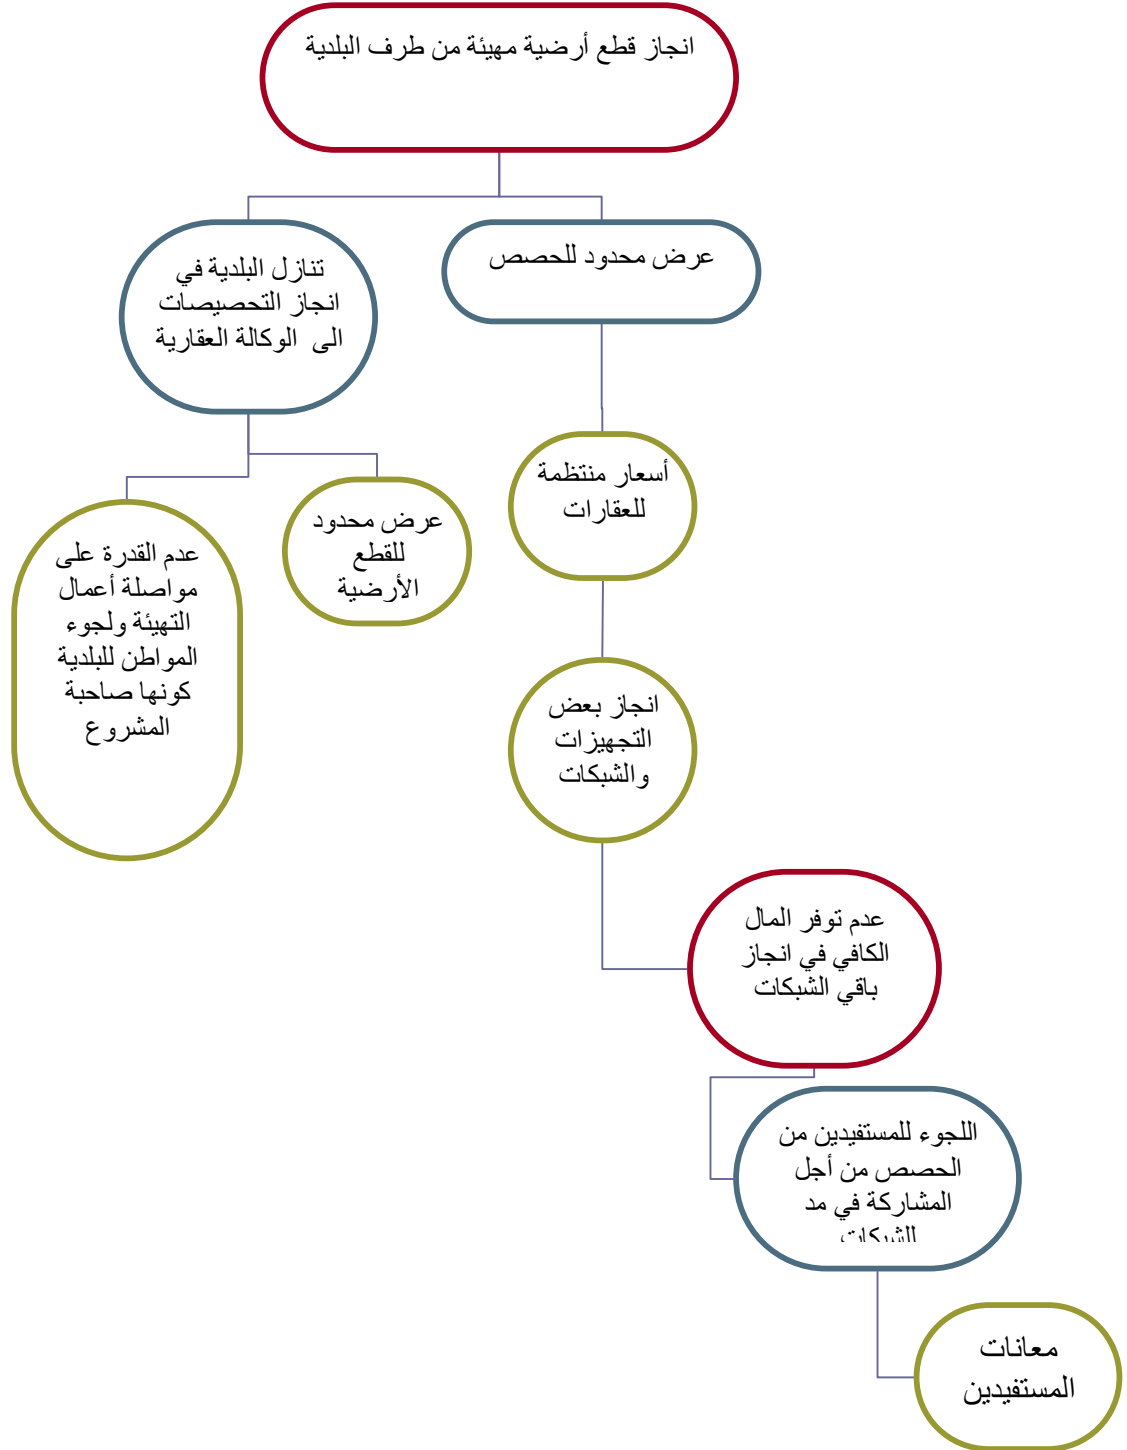 انجاز قطع أرضية مهيئة من طرف البلدية
عرض محدود للحصص
تنازل البلدية في
انجاز التحصيصات
الى الوكالة العقارية
أسعار منتظمة
للعقارات
عرض محدود
للقطع
الأرضية
عدم القدرة على
مواصلة أعمال
التهيئة ولجوء
المواطن للبلدية
كونها صاحبة
المشروع
انجاز بعض
التجهيزات
والشبكات
عدم توفر المال
الكافي في انجاز
باقي الشبكات
اللجوء للمستفيدين من
الحصص من أجل
المشاركة في مد
الشبكات
معانات
المستفيدين